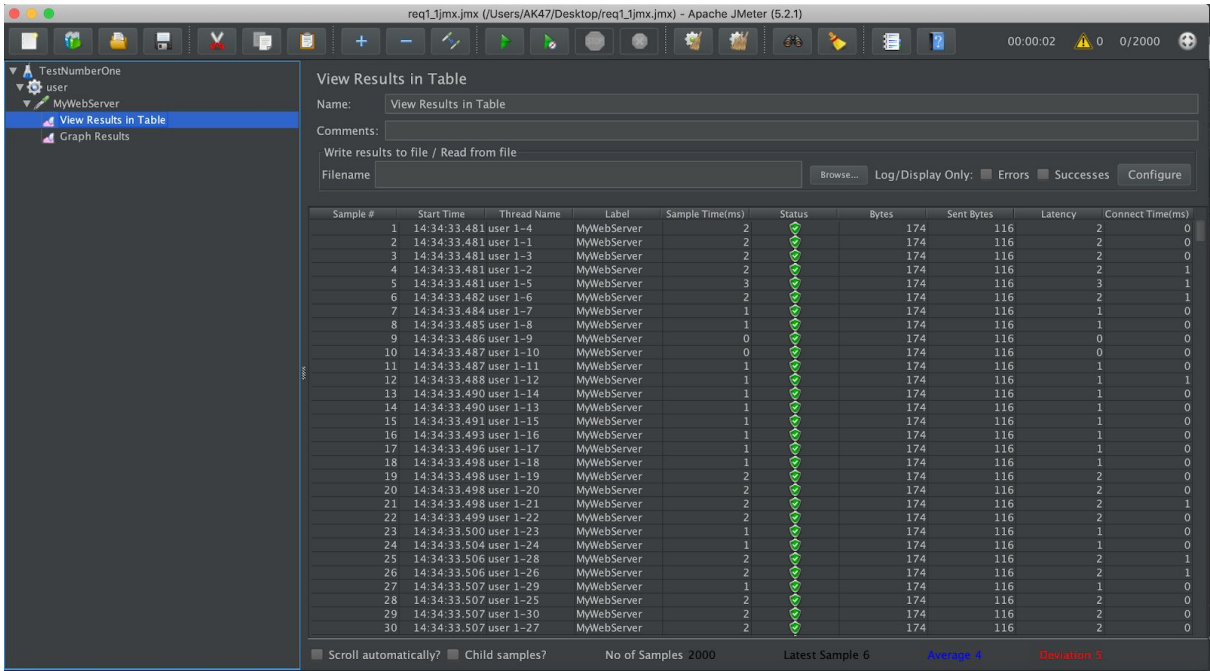 req1_1jmx.jmx (/Users/AK47/Desktop/req1_1jmx.jmx) - Apache JMeter (5.2.1)
STOP
00:00:02 0 0/2000
TestNumberOne
user
MyWebServer
View Results in Table
Graph Results
View Results in Table
Name: View Results in Table
Comments:
Write results to file / Read from file
Filename Browse... Log/Display Only: Errors Successes Configure
Sample # Start Time Thread Name Label Sample Time(ms) Status Bytes Sent Bytes Latency Connect Time(ms)
1 14:34:33.481 user 1-4 MyWebServer 2 174 116 2 0
2 14:34:33.481 user 1-1 MyWebServer 2 174 116 2 0
3 14:34:33.481 user 1-3 MyWebServer 2 174 116 2 0
4 14:34:33.481 user 1-2 MyWebServer 2 174 116 2 1
5 14:34:33.481 user 1-5 MyWebServer 3 174 116 3 1
6 14:34:33.482 user 1-6 MyWebServer 2 174 116 2 1
7 14:34:33.484 user 1-7 MyWebServer 1 174 116 1 0
8 14:34:33.485 user 1-8 MyWebServer 1 174 116 1 0
9 14:34:33.486 user 1-9 MyWebServer 0 174 116 0 0
10 14:34:33.487 user 1-10 MyWebServer 0 174 116 0 0
11 14:34:33.487 user 1-11 MyWebServer 1 174 116 1 0
12 14:34:33.488 user 1-12 MyWebServer 1 174 116 1 1
13 14:34:33.490 user 1-14 MyWebServer 1 174 116 1 0
14 14:34:33.490 user 1-13 MyWebServer 1 174 116 1 0
15 14:34:33.491 user 1-15 MyWebServer 1 174 116 1 0
16 14:34:33.493 user 1-16 MyWebServer 1 174 116 1 0
17 14:34:33.496 user 1-17 MyWebServer 1 174 116 1 0
18 14:34:33.498 user 1-18 MyWebServer 1 174 116 1 0
19 14:34:33.498 user 1-19 MyWebServer 2 174 116 2 0
20 14:34:33.498 user 1-20 MyWebServer 2 174 116 2 0
21 14:34:33.498 user 1-21 MyWebServer 2 174 116 2 1
22 14:34:33.499 user 1-22 MyWebServer 2 174 116 2 0
23 14:34:33.500 user 1-23 MyWebServer 1 174 116 1 0
24 14:34:33.504 user 1-24 MyWebServer 1 174 116 1 0
25 14:34:33.506 user 1-28 MyWebServer 2 174 116 2 1
26 14:34:33.506 user 1-26 MyWebServer 2 174 116 2 1
27 14:34:33.507 user 1-29 MyWebServer 1 174 116 1 0
28 14:34:33.507 user 1-25 MyWebServer 2 174 116 2 0
29 14:34:33.507 user 1-30 MyWebServer 2 174 116 2 0
30 14:34:33.507 user 1-27 MyWebServer 2 174 116 2 0
Scroll automatically? Child samples? No of Samples 2000 Latest Sample 6 Average 4 Deviation 5